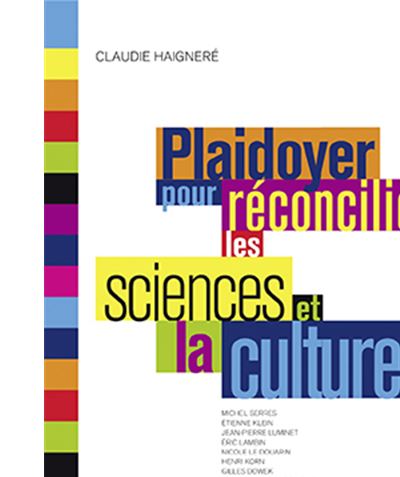 CLAUDIE HAIGNERÉ
Plaidoyer
pour réconcilie
les
sciences et
la culture
MICHEL SERRES
ÉTIENNE KLEIN
JEAN-PIERRE LUMINET
ÉRIC LAMBIN
NICOLE LE DOUARIN
HENRI KORN
GILLES DOWEK